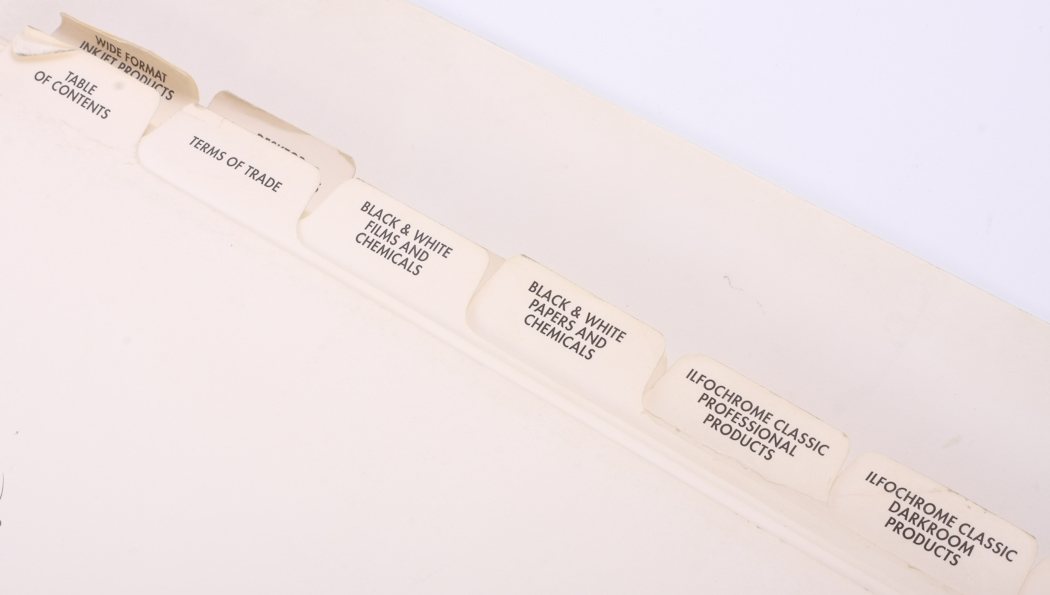 WIDE FORMAT
INKJET PRODUCTS
TABLE
OF CONTENTS
TERMS OF TRADE
BLACK & WHITE
FILMS AND
CHEMICALS
BLACK & WHITE
PAPERS AND
CHEMICALS
ILFOCHROME CLASSIC
PROFESSIONAL
PRODUCTS
ILFOCHROME CLASSIC
DARKROOM
PRODUCTS